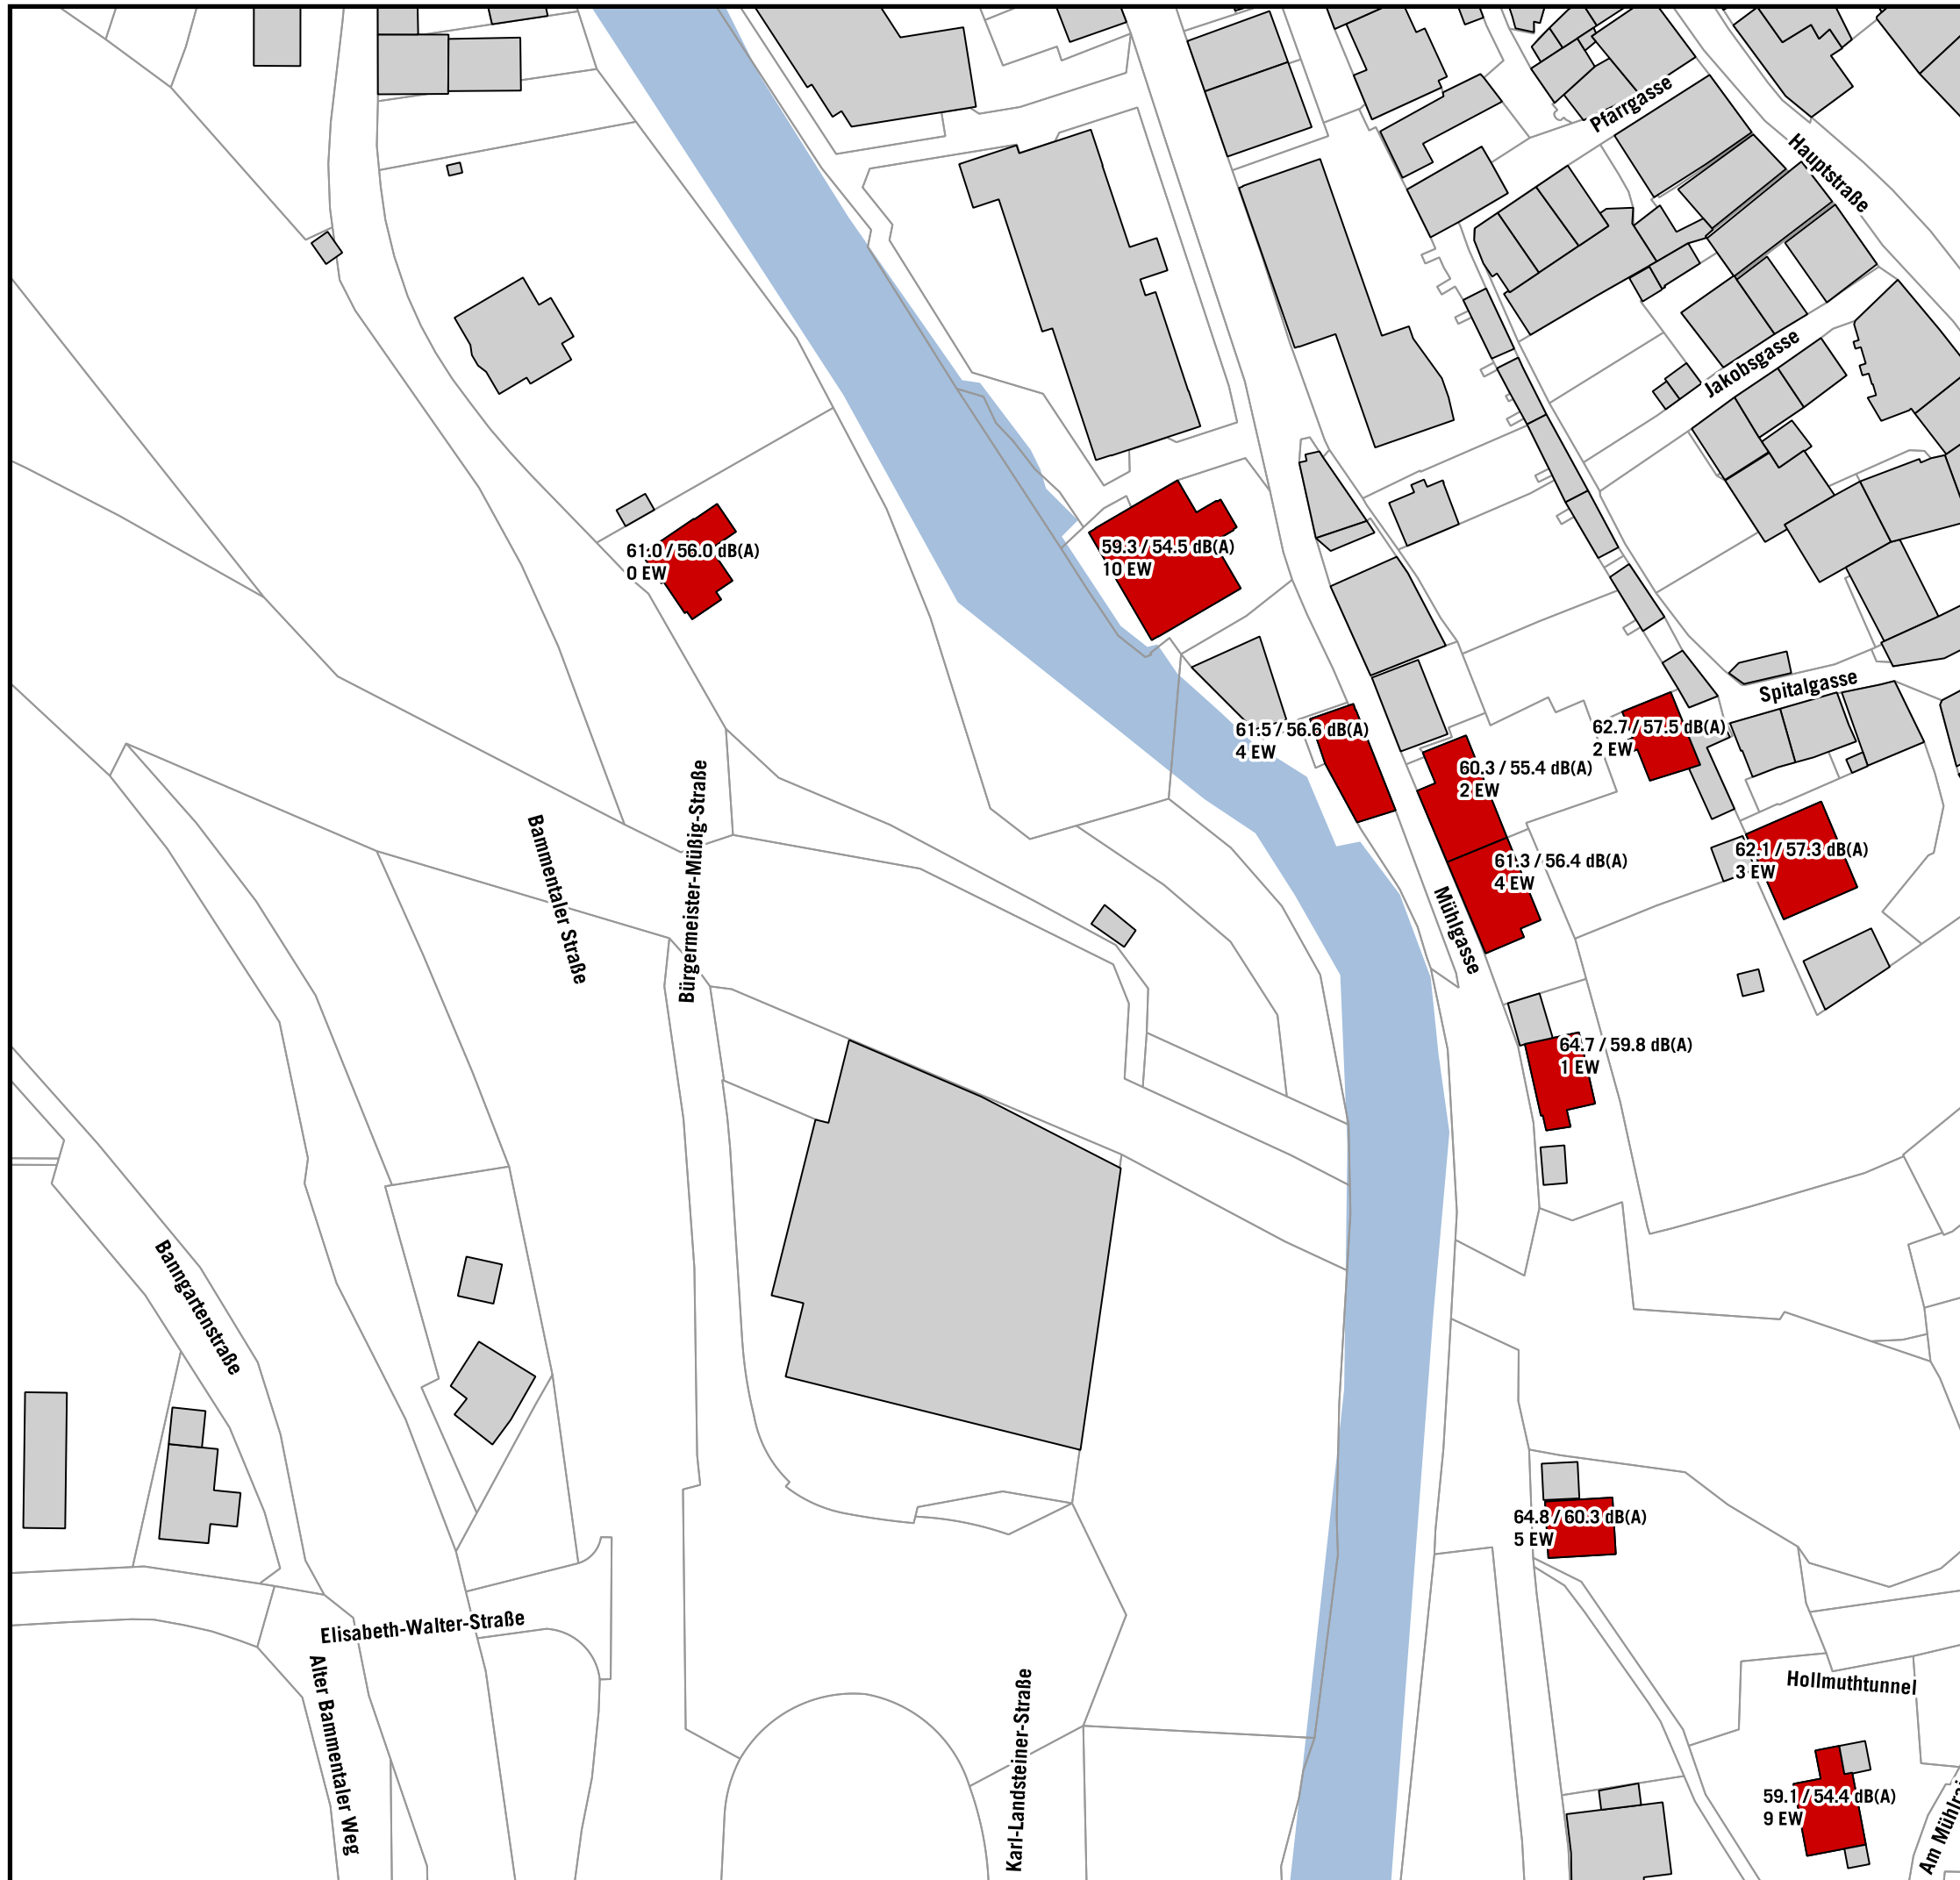 Pfarrgasse
Hauptstraße
Jakobsgasse
61.0 / 56.0 dB(A)
0 EW
59.3 / 54.5 dB(A)
10 EW
Spitalgasse
61.5 / 56.6 dB(A)
4 EW
62.7 / 57.5 dB(A)
2 EW
60.3 / 55.4 dB(A)
2 EW
Bammentaler Straße
Bürgermeister-Müßig-Straße
61.3 / 56.4 dB(A)
4 EW
62.1 / 57.3 dB(A)
3 EW
Mühlgasse
64.7 / 59.8 dB(A)
1 EW
Banngartenstraße
64.8 / 60.3 dB(A)
5 EW
Elisabeth-Walter-Straße
Alter Bammentaler Weg
Karl-Landsteiner-Straße
Hollmuthtunnel
59.1 / 54.4 dB(A)
9 EW
Am